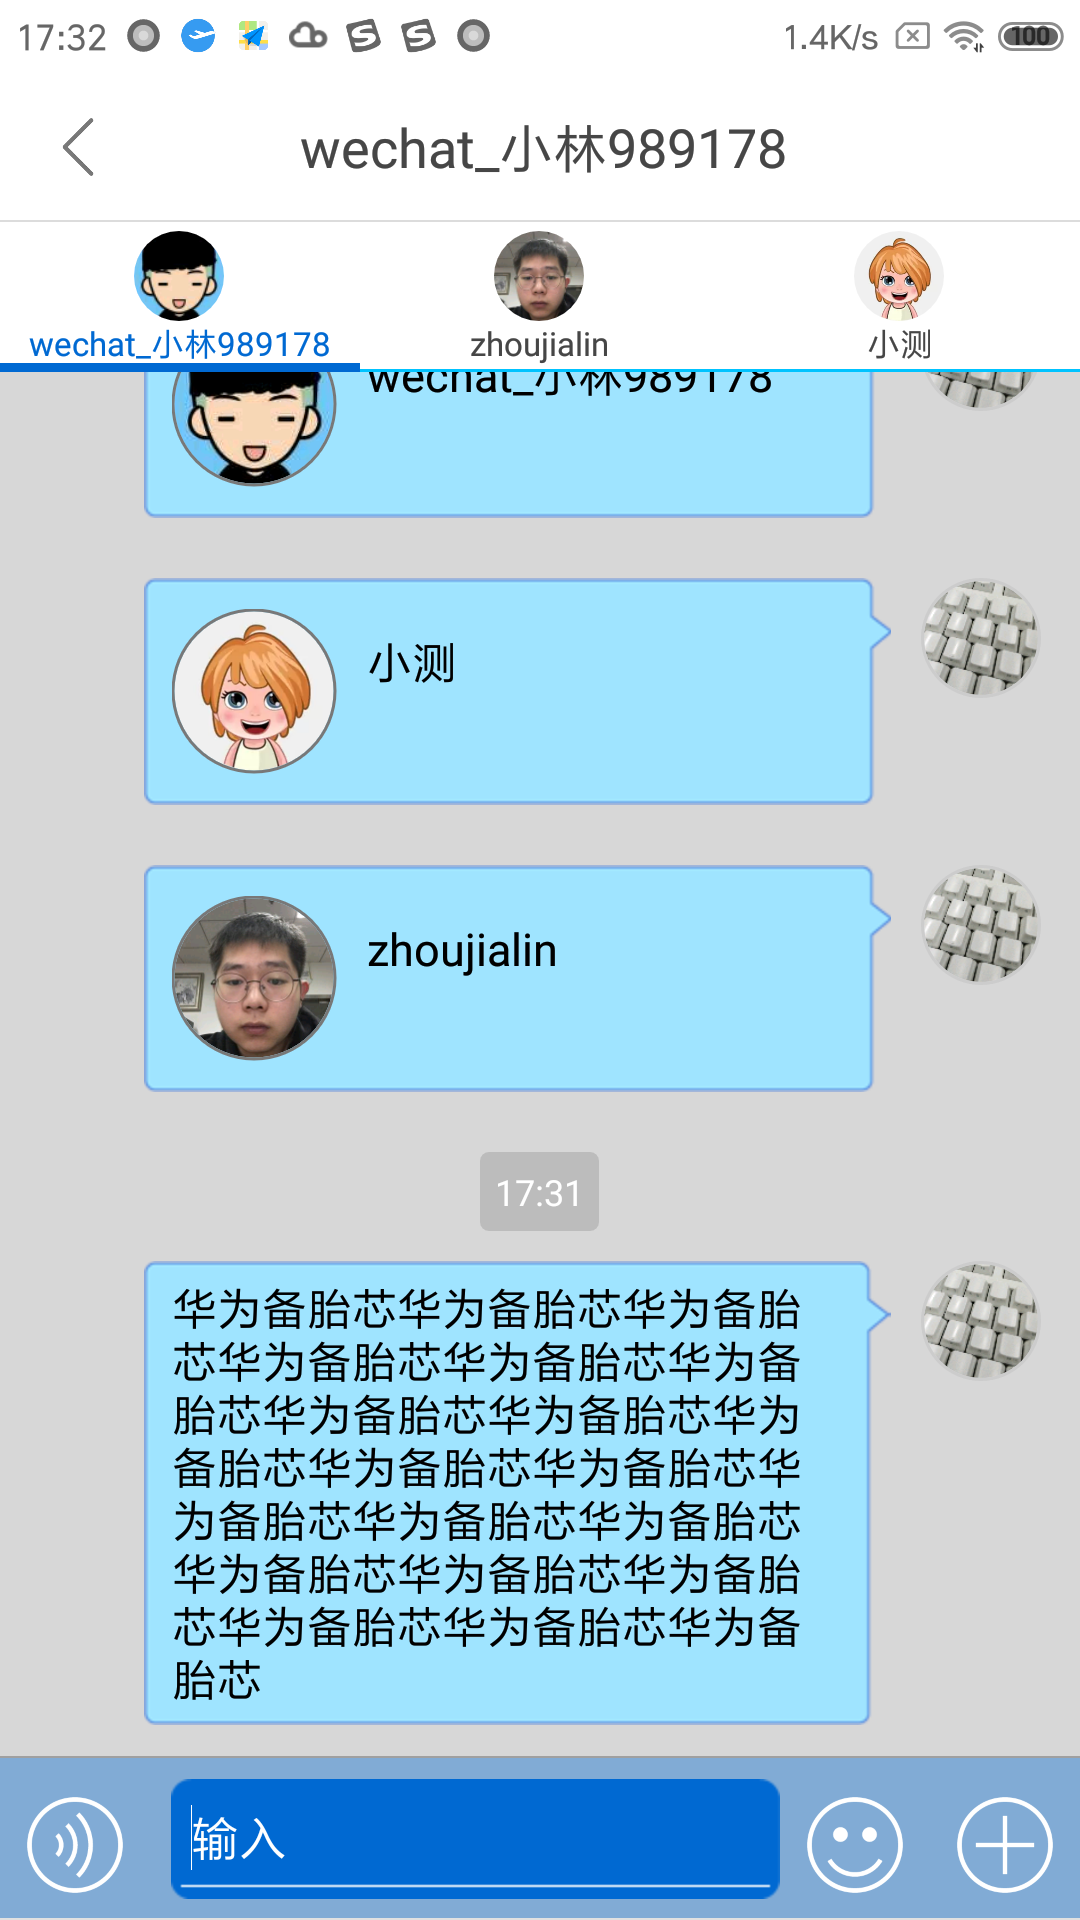 17:32
1.4K/s
100
wechat_小林989178
wechat_小林989178
zhoujialin
小测
wechat_小林989178
小测
zhoujialin
17:31
华为备胎芯华为备胎芯华为备胎
芯华为备胎芯华为备胎芯华为备
胎芯华为备胎芯华为备胎芯华为
备胎芯华为备胎芯华为备胎芯华
为备胎芯华为备胎芯华为备胎芯
华为备胎芯华为备胎芯华为备胎
芯华为备胎芯华为备胎芯华为备
胎芯
输入